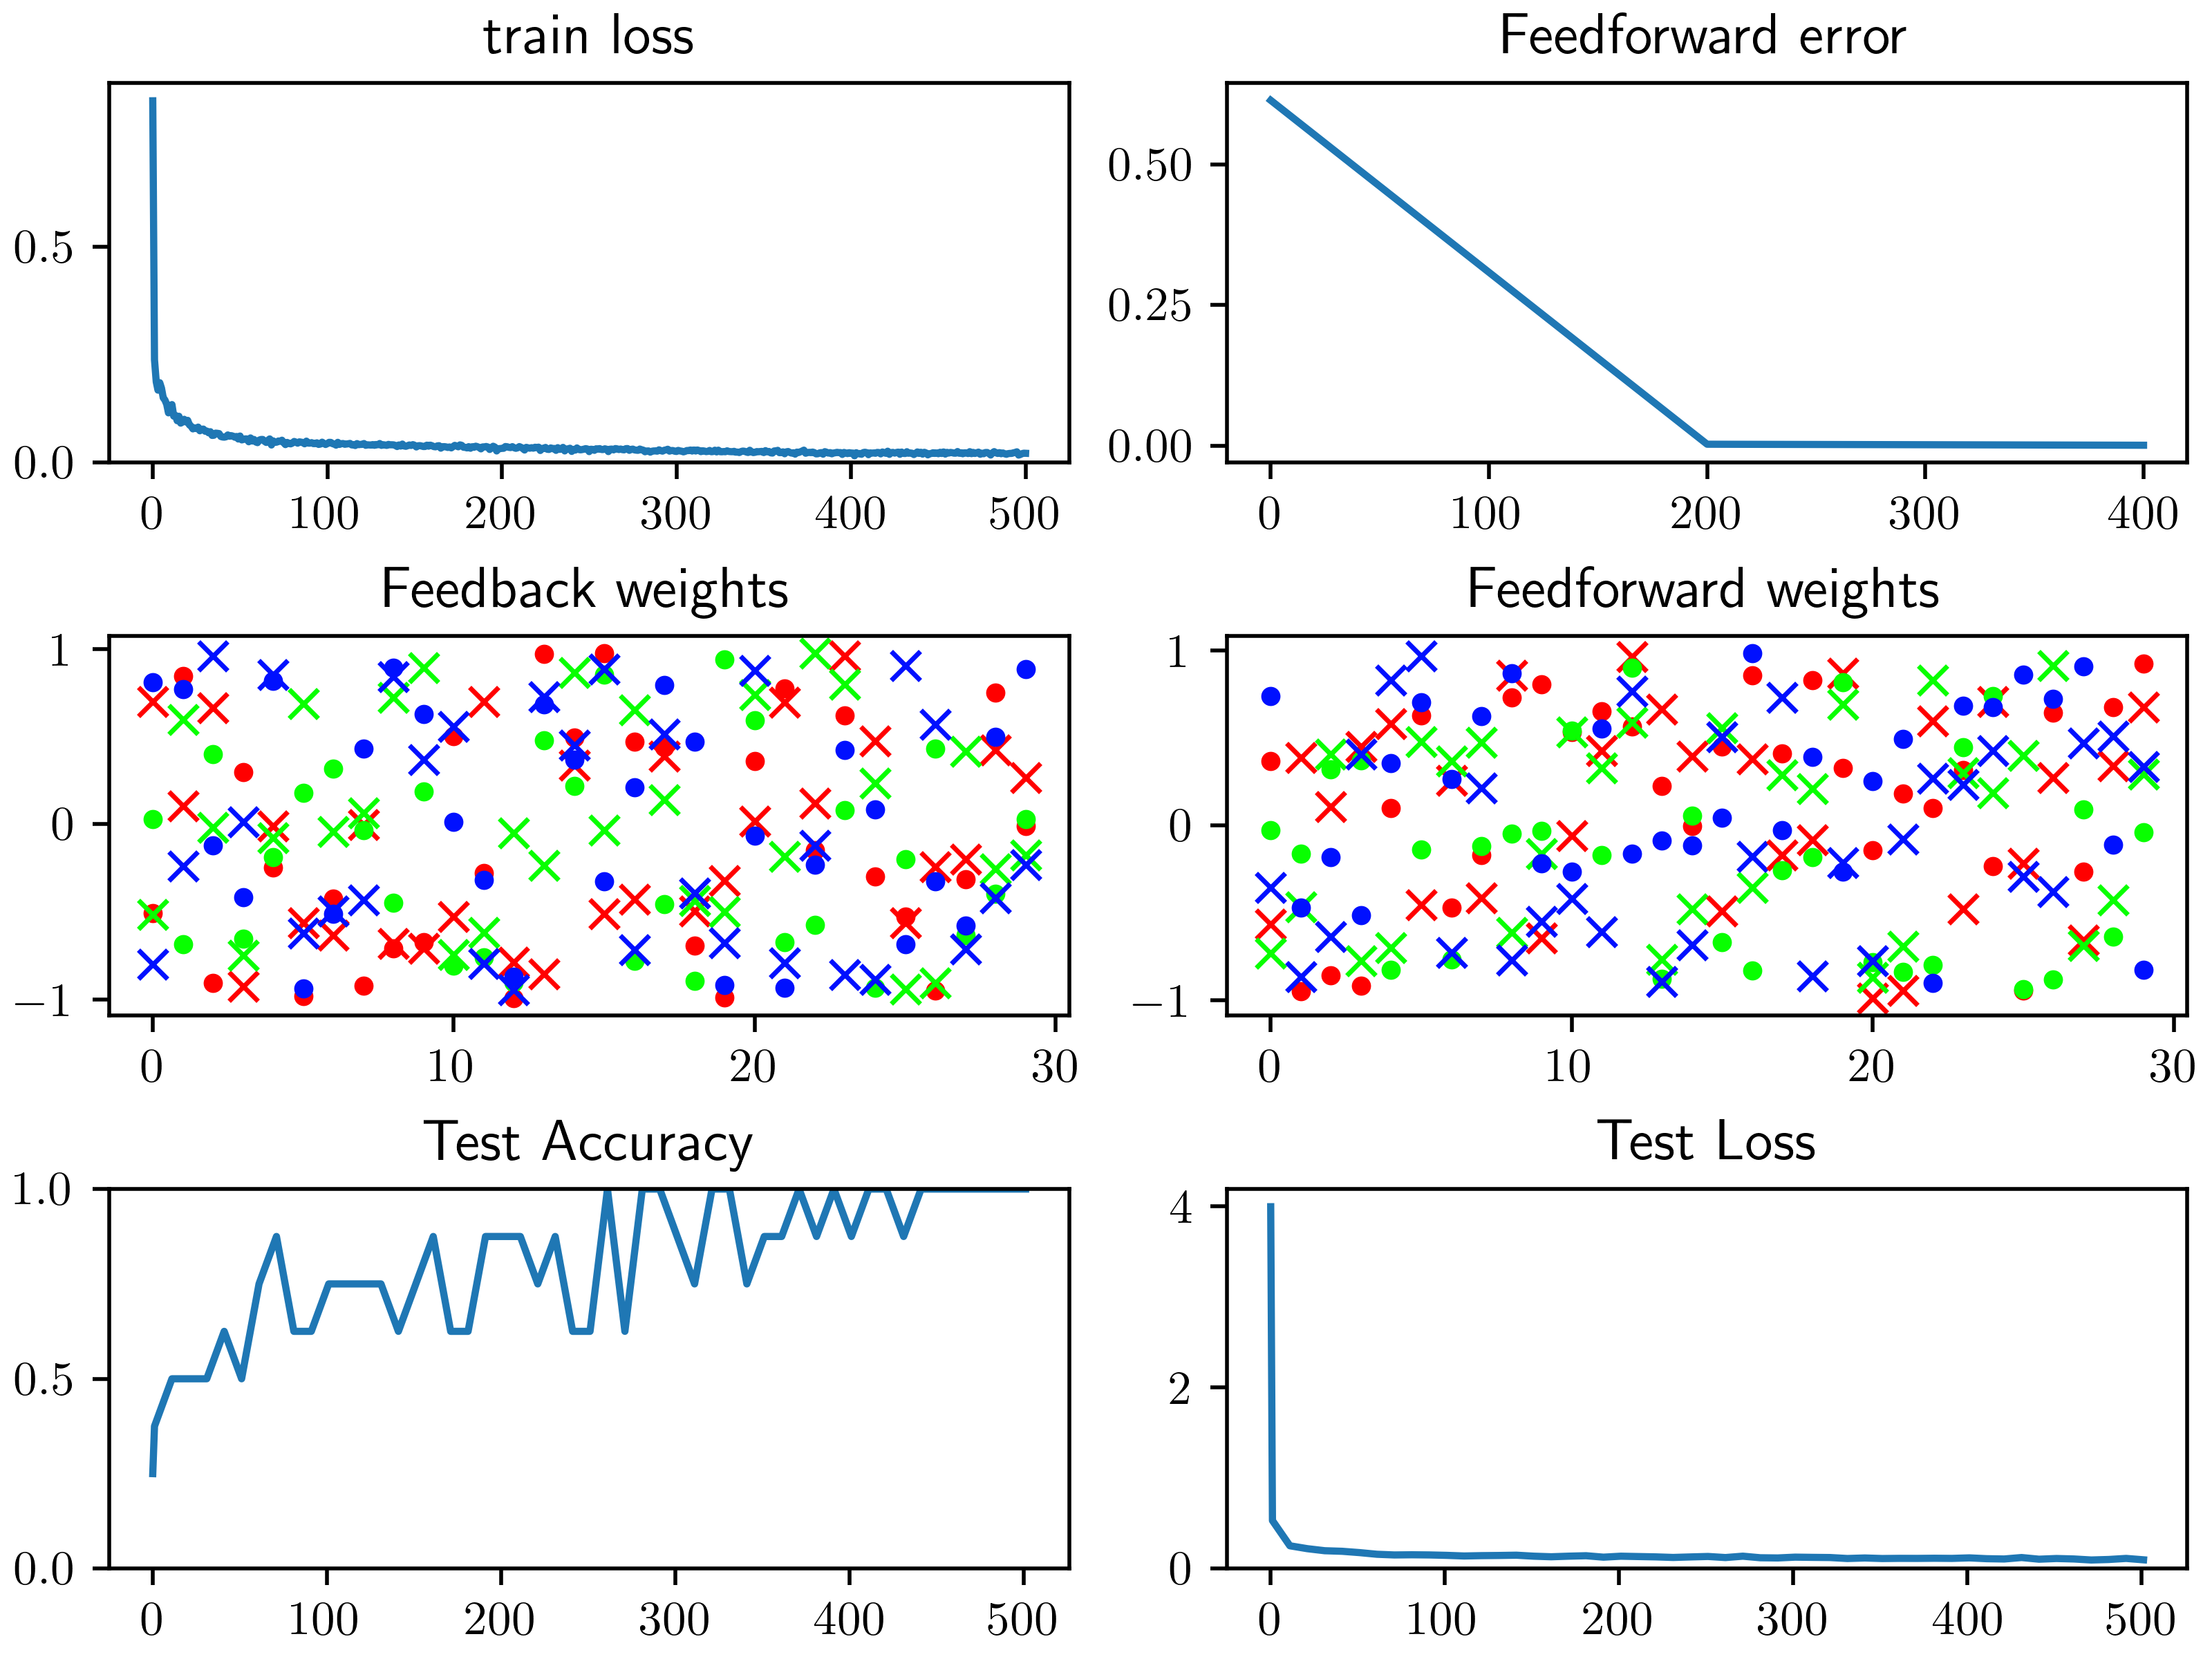 train loss
0.5
0.0
0 100 200 300 400 500
Feedforward error
0.50
0.25
0.00
0 100 200 300 400
Feedback weights
1
0
−1
0 10 20 30
Feedforward weights
1
0
−1
0 10 20 30
Test Accuracy
1.0
0.5
0.0
0 100 200 300 400 500
Test Loss
4
2
0
0 100 200 300 400 500